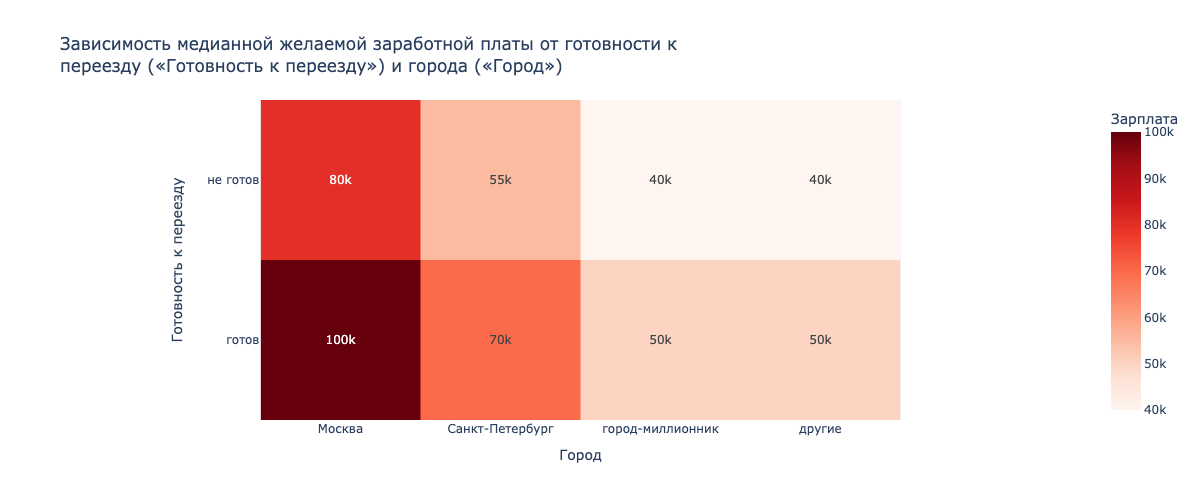 Зависимость медианной желаемой заработной платы от готовности к
переезду («Готовность к переезду») и города («Город»)
Зарплата
100k
90k
80k
70k
60k
50k
40k
Готовность к переезду
не готов
80k
55k
40k
40k
готов
100k
70k
50k
50k
Москва
Санкт-Петербург
город-миллионник
другие
Город